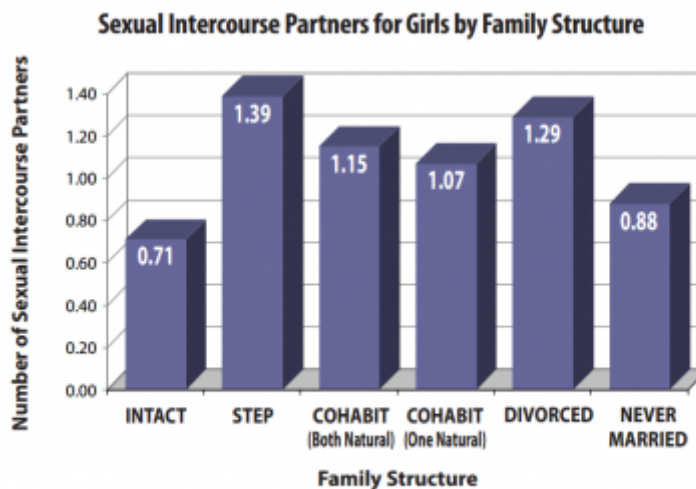 Sexual Intercourse Partners for Girls by Family Structure
Number of Sexual Intercourse Partners
1.40
1.20
1.00
0.80
0.60
0.40
0.20
0.00
0.71
1.39
1.15
1.07
1.29
0.88
INTACT
STEP
COHABIT
(Both Natural)
COHABIT
(One Natural)
DIVORCED
NEVER
MARRIED
Family Structure